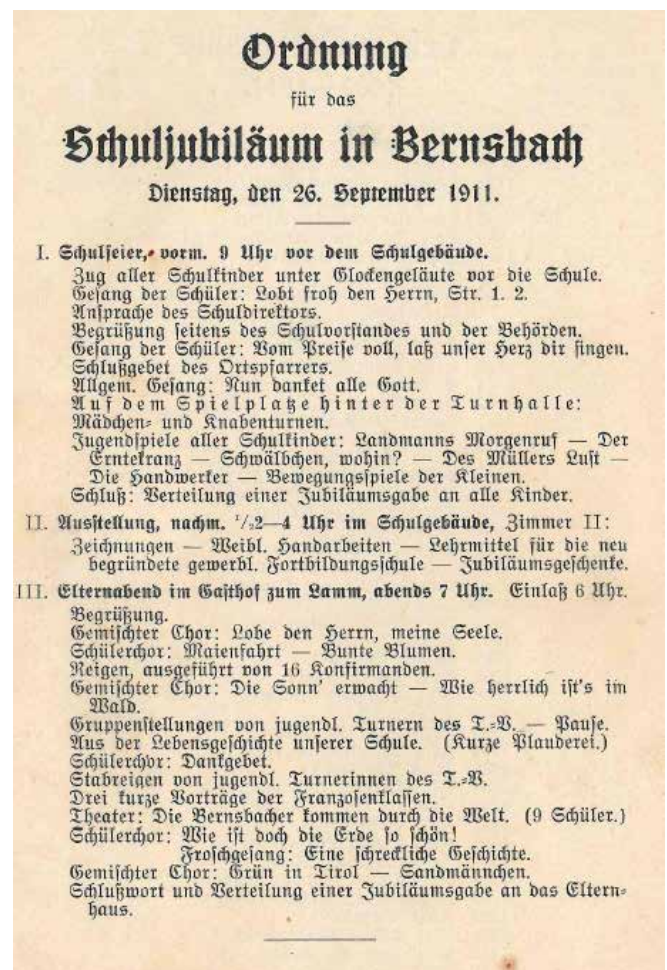 Ordnung
für das
Schuljubiläum in Bernsbach
Dienstag, den 26. September 1911.
I. Schulfeier, vorm. 9 Uhr vor dem Schulgebäude.
Zug aller Schulkinder unter Glockengeläute vor die Schule.
Gesang der Schüler: Lobt froh den Herrn, Str. 1. 2.
Ansprache des Schuldirektors.
Begrüßung seitens des Schulvorstandes und der Behörden.
Gesang der Schüler: Vom Preise voll, laß unser Herz dir singen.
Schlußgebet des Ortspfarrers.
Allgem. Gesang: Nun danket alle Gott.
Auf dem Spielplatze hinter der Turnhalle:
Mädchen- und Knabenturnen.
Jugendspiele aller Schulkinder: Landmanns Morgenruf — Der
Erntekranz — Schwälbchen, wohin? — Des Müllers Lust —
Die Handwerker — Bewegungsspiele der Kleinen.
Schluß: Verteilung einer Jubiläumsgabe an alle Kinder.
II. Ausstellung, nachm. ½2—4 Uhr im Schulgebäude, Zimmer II:
Zeichnungen — Weibl. Handarbeiten — Lehrmittel für die neu
begründete gewerbl. Fortbildungsschule — Jubiläumsgeschenke.
III. Elternabend im Gasthof zum Lamm, abends 7 Uhr. Einlaß 6 Uhr.
Begrüßung.
Gemischter Chor: Lobe den Herrn, meine Seele.
Schülerchor: Maienfahrt — Bunte Blumen.
Reigen, ausgeführt von 16 Konfirmanden.
Gemischter Chor: Die Sonn' erwacht — Wie herrlich ist's im
Wald.
Gruppenstellungen von jugendl. Turnern des T.-V. — Pause.
Aus der Lebensgeschichte unserer Schule. (Kurze Plauderei.)
Schülerchor: Dankgebet.
Stabreigen von jugendl. Turnerinnen des T.-V.
Drei kurze Vorträge der Franzosenklassen.
Theater: Die Bernsbacher kommen durch die Welt. (9 Schüler.)
Schülerchor: Wie ist doch die Erde so schön!
Froschgesang: Eine schreckliche Geschichte.
Gemischter Chor: Grün in Tirol — Sandmännchen.
Schlußwort und Verteilung einer Jubiläumsgabe an das Eltern-
haus.